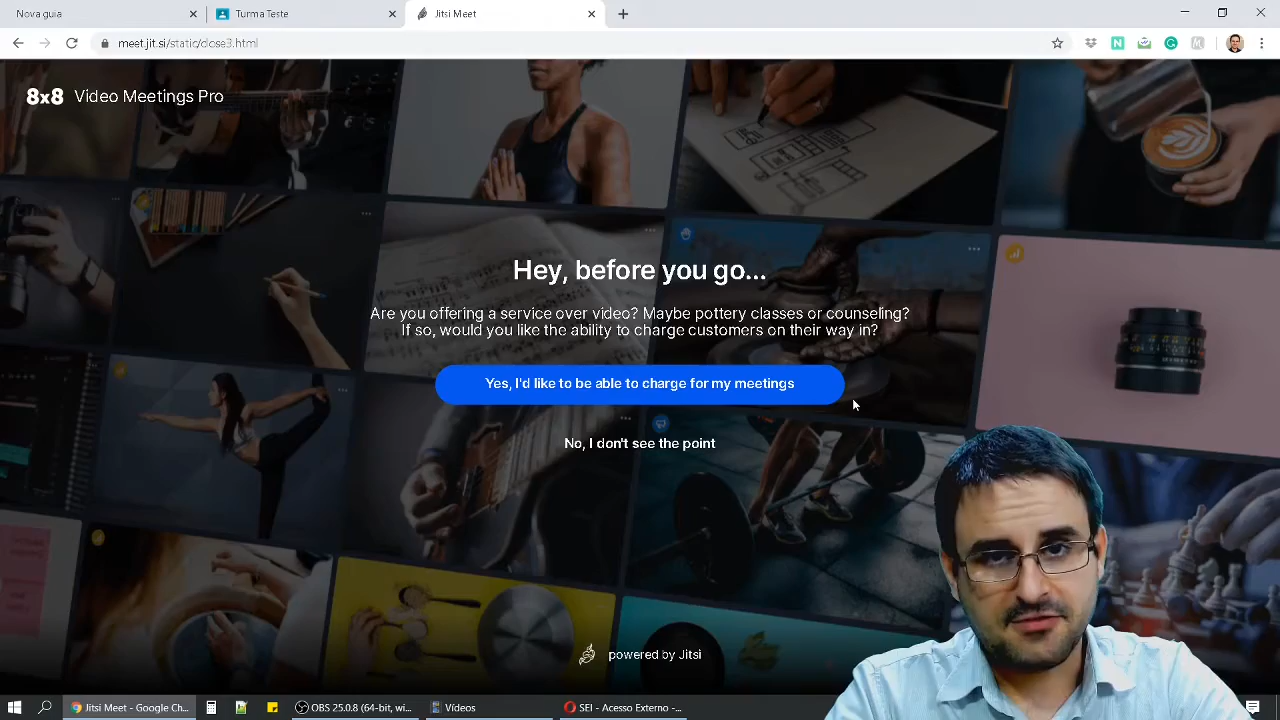 Nova guia
Turma Teste
Jitsi Meet
meet.jit.si/static/close3.html
8x8 Video Meetings Pro
Hey, before you go...
Are you offering a service over video? Maybe pottery classes or counseling?
If so, would you like the ability to charge customers on their way in?
Yes, I'd like to be able to charge for my meetings
No, I don't see the point
powered by Jitsi
Jitsi Meet - Google Ch...
OBS 25.0.8 (64-bit, wi...
Vídeos
SEI - Acesso Externo -...